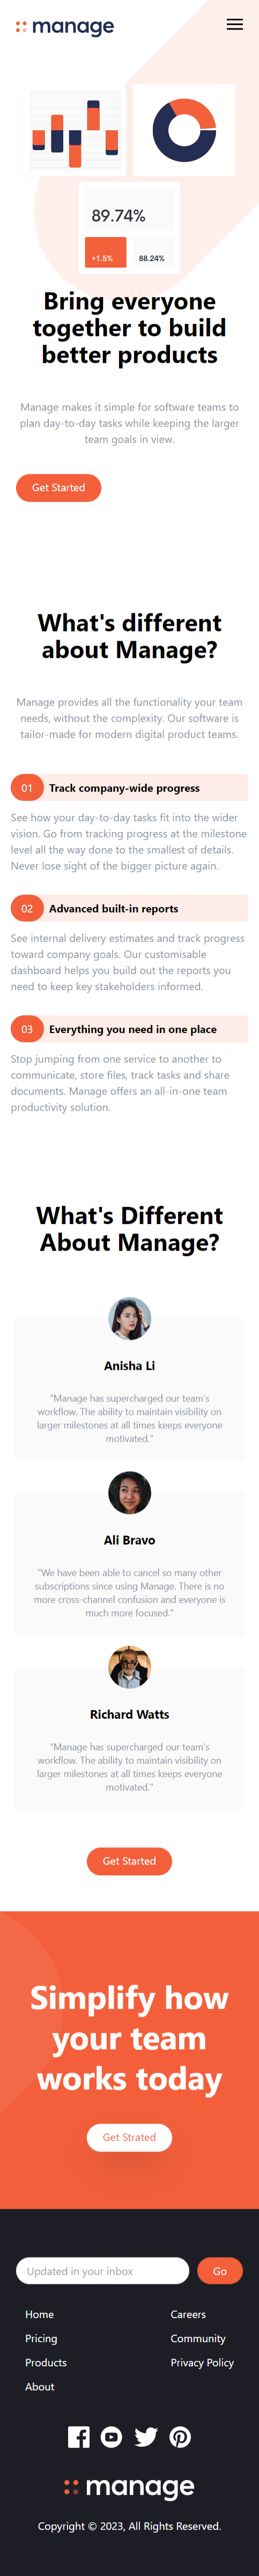 manage
89.74%
+1.5%
88.24%
Bring everyone
together to build
better products
Manage makes it simple for software teams to
plan day-to-day tasks while keeping the larger
team goals in view.
Get Started
What's different
about Manage?
Manage provides all the functionality your team
needs, without the complexity. Our software is
tailor-made for modern digital product teams.
01 Track company-wide progress
See how your day-to-day tasks fit into the wider
vision. Go from tracking progress at the milestone
level all the way done to the smallest of details.
Never lose sight of the bigger picture again.
02 Advanced built-in reports
See internal delivery estimates and track progress
toward company goals. Our customisable
dashboard helps you build out the reports you
need to keep key stakeholders informed.
03 Everything you need in one place
Stop jumping from one service to another to
communicate, store files, track tasks and share
documents. Manage offers an all-in-one team
productivity solution.
What's Different
About Manage?
Anisha Li
"Manage has supercharged our team's
workflow. The ability to maintain visibility on
larger milestones at all times keeps everyone
motivated."
Ali Bravo
"We have been able to cancel so many other
subscriptions since using Manage. There is no
more cross-channel confusion and everyone is
much more focused."
Richard Watts
"Manage has supercharged our team's
workflow. The ability to maintain visibility on
larger milestones at all times keeps everyone
motivated."
Get Started
Simplify how
your team
works today
Get Strated
Updated in your inbox
Go
Home
Pricing
Products
About
Careers
Community
Privacy Policy
manage
Copyright © 2023, All Rights Reserved.